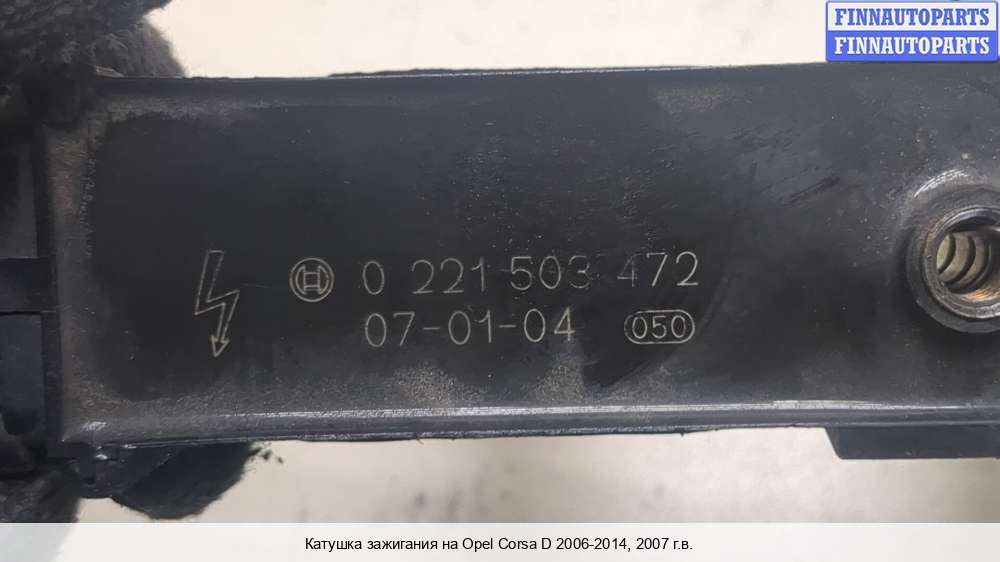 FINNAUTOPARTS
FINNAUTOPARTS
0 221 503 472
07-01-04 050
Катушка зажигания на Opel Corsa D 2006-2014, 2007 г.в.